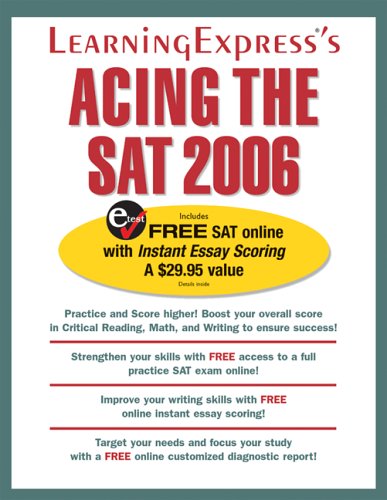 LEARNINGEXPRESS®'S
ACING THE
SAT 2006
e test
Includes
FREE SAT online
with Instant Essay Scoring
A $29.95 value
Details inside
Practice and Score higher! Boost your overall score
in Critical Reading, Math, and Writing to ensure success!
Strengthen your skills with FREE access to a full
practice SAT exam online!
Improve your writing skills with FREE
online instant essay scoring!
Target your needs and focus your study
with a FREE online customized diagnostic report!